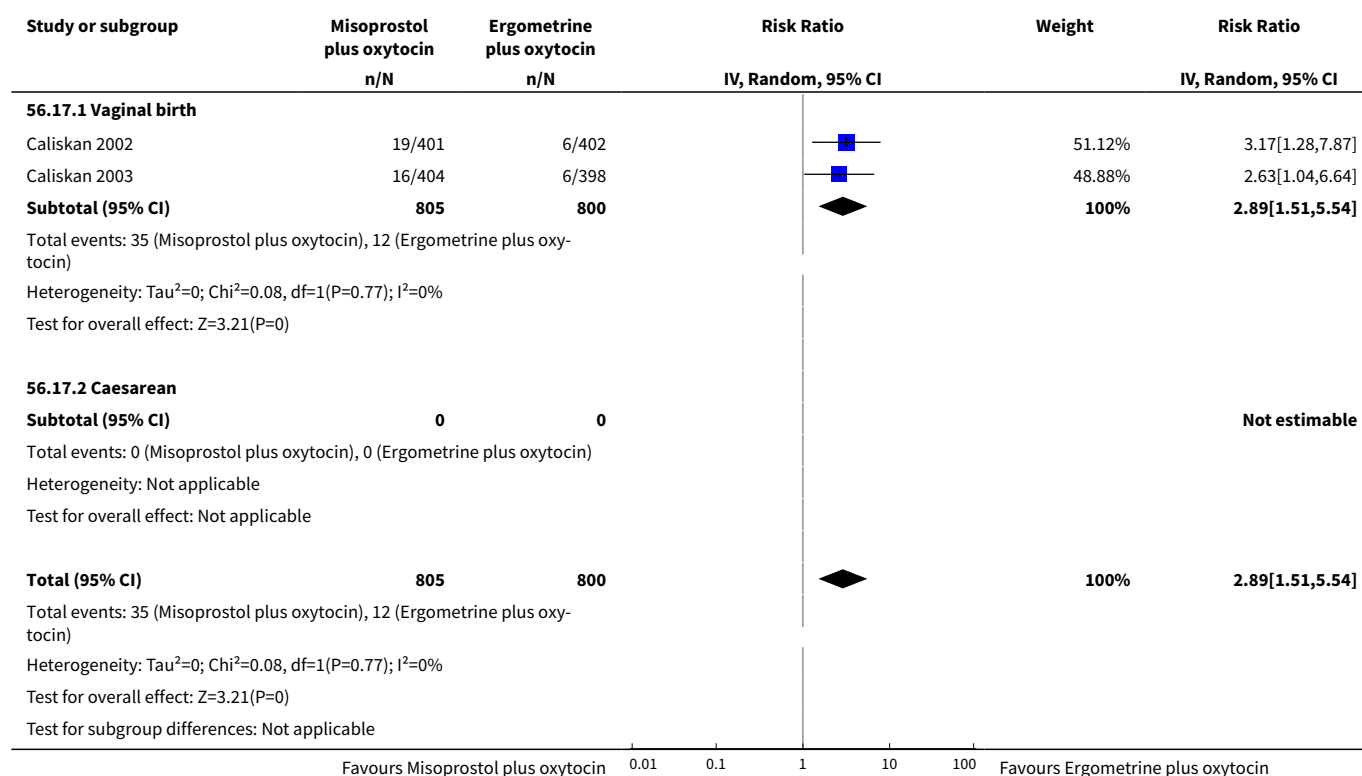 Study or subgroup Misoprostol plus oxytocin Ergometrine plus oxytocin Risk Ratio Weight Risk Ratio
n/N n/N IV, Random, 95% CI IV, Random, 95% CI
56.17.1 Vaginal birth
Caliskan 2002 19/401 6/402 51.12% 3.17[1.28,7.87]
Caliskan 2003 16/404 6/398 48.88% 2.63[1.04,6.64]
Subtotal (95% CI) 805 800 100% 2.89[1.51,5.54]
Total events: 35 (Misoprostol plus oxytocin), 12 (Ergometrine plus oxy-
tocin)
Heterogeneity: Tau²=0; Chi²=0.08, df=1(P=0.77); I²=0%
Test for overall effect: Z=3.21(P=0)
56.17.2 Caesarean
Subtotal (95% CI) 0 0 Not estimable
Total events: 0 (Misoprostol plus oxytocin), 0 (Ergometrine plus oxytocin)
Heterogeneity: Not applicable
Test for overall effect: Not applicable
Total (95% CI) 805 800 100% 2.89[1.51,5.54]
Total events: 35 (Misoprostol plus oxytocin), 12 (Ergometrine plus oxy-
tocin)
Heterogeneity: Tau²=0; Chi²=0.08, df=1(P=0.77); I²=0%
Test for overall effect: Z=3.21(P=0)
Test for subgroup differences: Not applicable
Favours Misoprostol plus oxytocin 0.01 0.1 1 10 100 Favours Ergometrine plus oxytocin